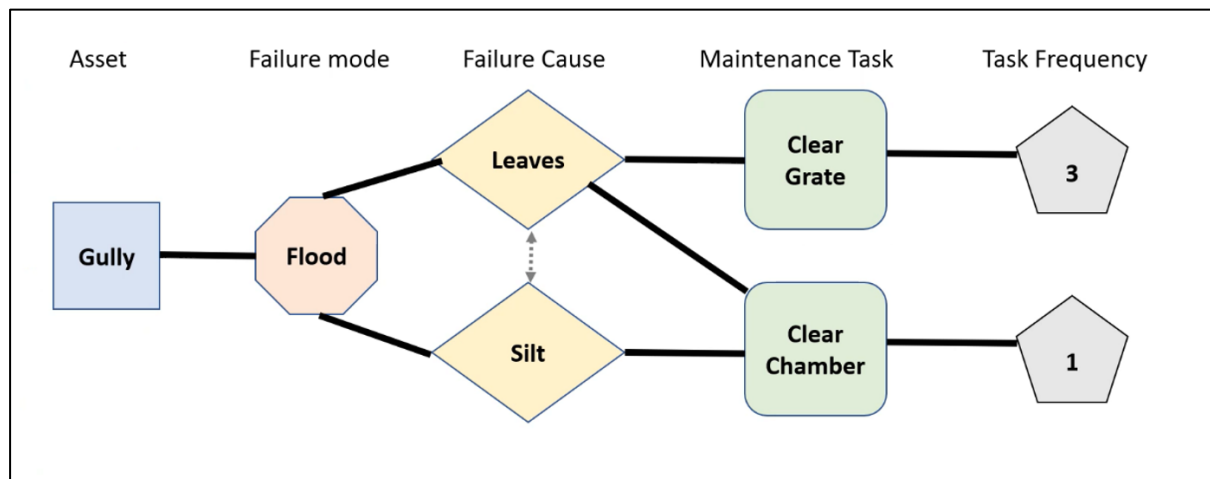 Asset
Failure mode
Failure Cause
Maintenance Task
Task Frequency
Leaves
Clear
Grate
3
Gully
Flood
Silt
Clear
Chamber
1